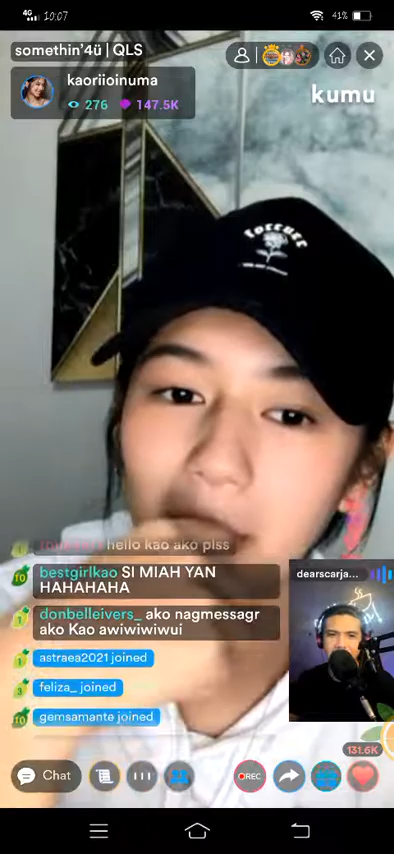 4G 10:07 41%
somethin'4ü | QLS
kaoriioinuma
276 147.5K
kumu
hello kao ako plss
bestgirlkao SI MIAH YAN
HAHAHAHA
donbelleivers_ ako nagmessagr
ako Kao awiwiwiwui
astraea2021 joined
feliza_ joined
gemsamante joined
dearscarja...
131.6K
Chat
REC